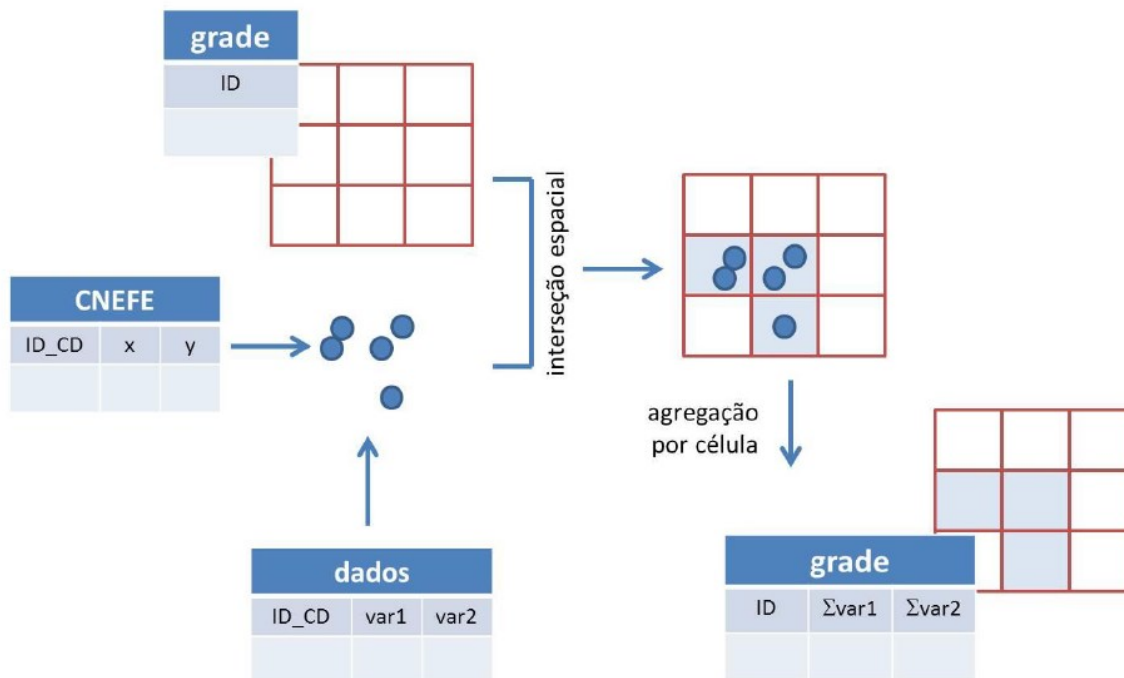 grade
ID
interseção espacial
CNEFE
ID_CD x y
agregação
por célula
dados
ID_CD var1 var2
grade
ID Σvar1 Σvar2